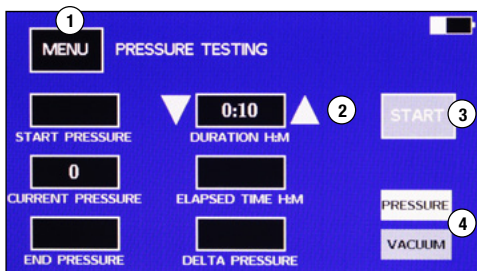 1
MENU PRESSURE TESTING
0:10 2 START 3
START PRESSURE DURATION H:M
0
CURRENT PRESSURE ELAPSED TIME H:M PRESSURE
4
END PRESSURE DELTA PRESSURE VACUUM